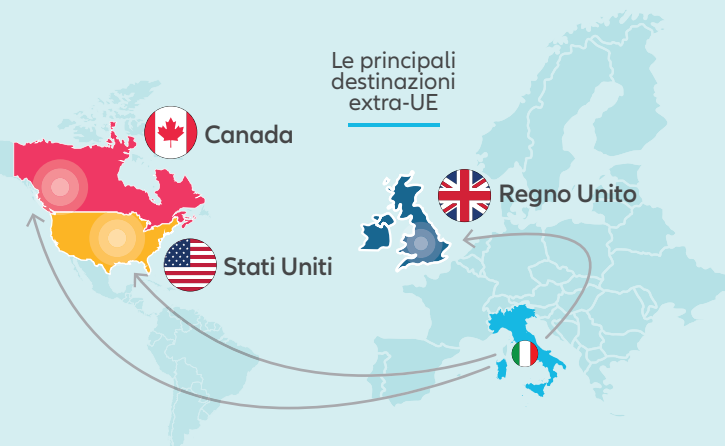 Le principali
destinazioni
extra-UE
Canada
Regno Unito
Stati Uniti